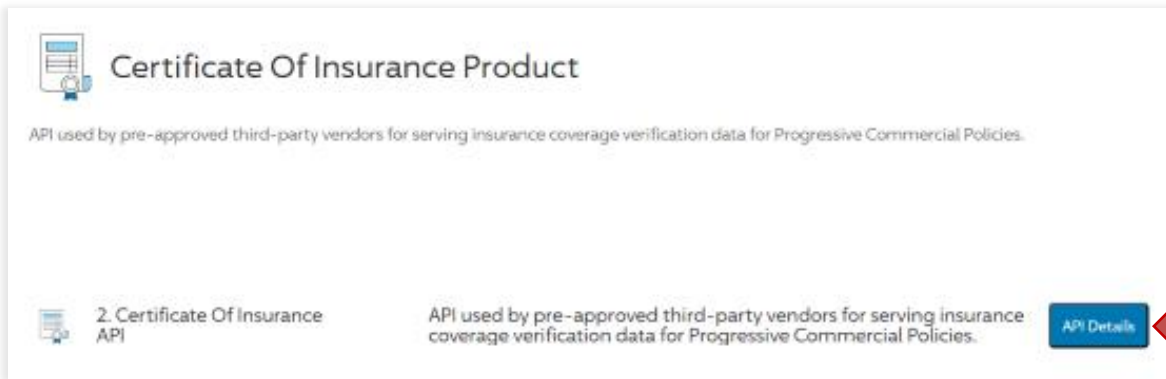 Certificate Of Insurance Product
API used by pre-approved third-party vendors for serving insurance coverage verification data for Progressive Commercial Policies.
2. Certificate Of Insurance
API
API used by pre-approved third-party vendors for serving insurance
coverage verification data for Progressive Commercial Policies.
API Details